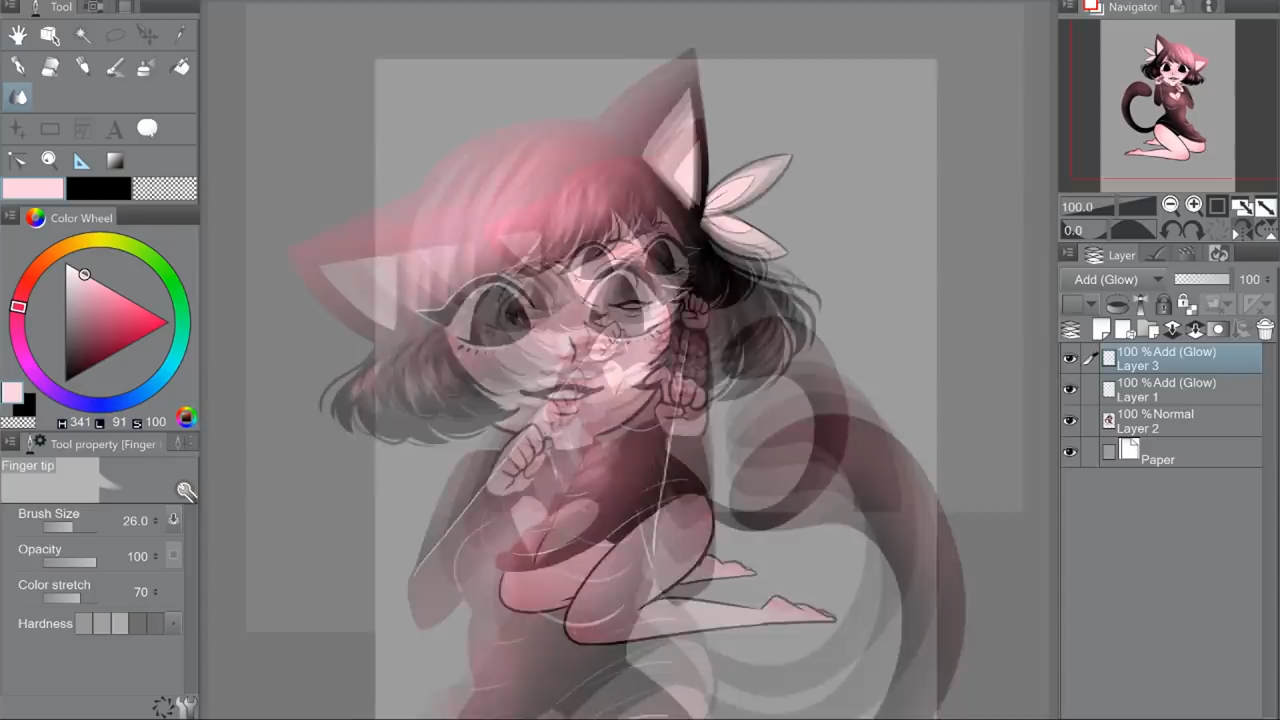 Tool
Color Wheel
H 341 L 91 S 100
Tool property [Finger
Finger tip
Brush Size 26.0
Opacity 100
Color stretch 70
Hardness
Navigator
100.0
0.0
Layer
Add (Glow) 100
100 % Add (Glow)
Layer 3
100 % Add (Glow)
Layer 1
100 % Normal
Layer 2
Paper